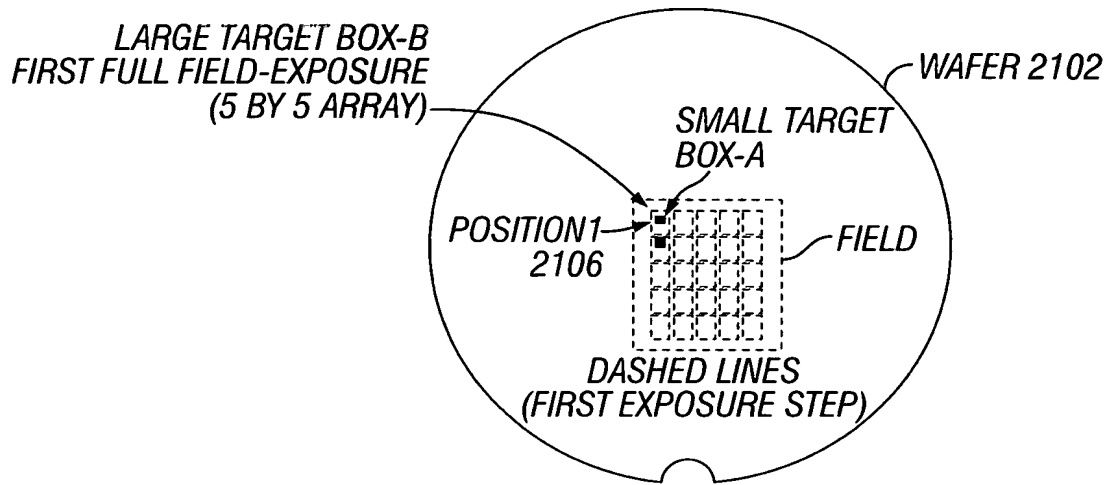 LARGE TARGET BOX-B
FIRST FULL FIELD-EXPOSURE
(5 BY 5 ARRAY)
WAFER 2102
SMALL TARGET
BOX-A
POSITION1
2106
FIELD
DASHED LINES
(FIRST EXPOSURE STEP)